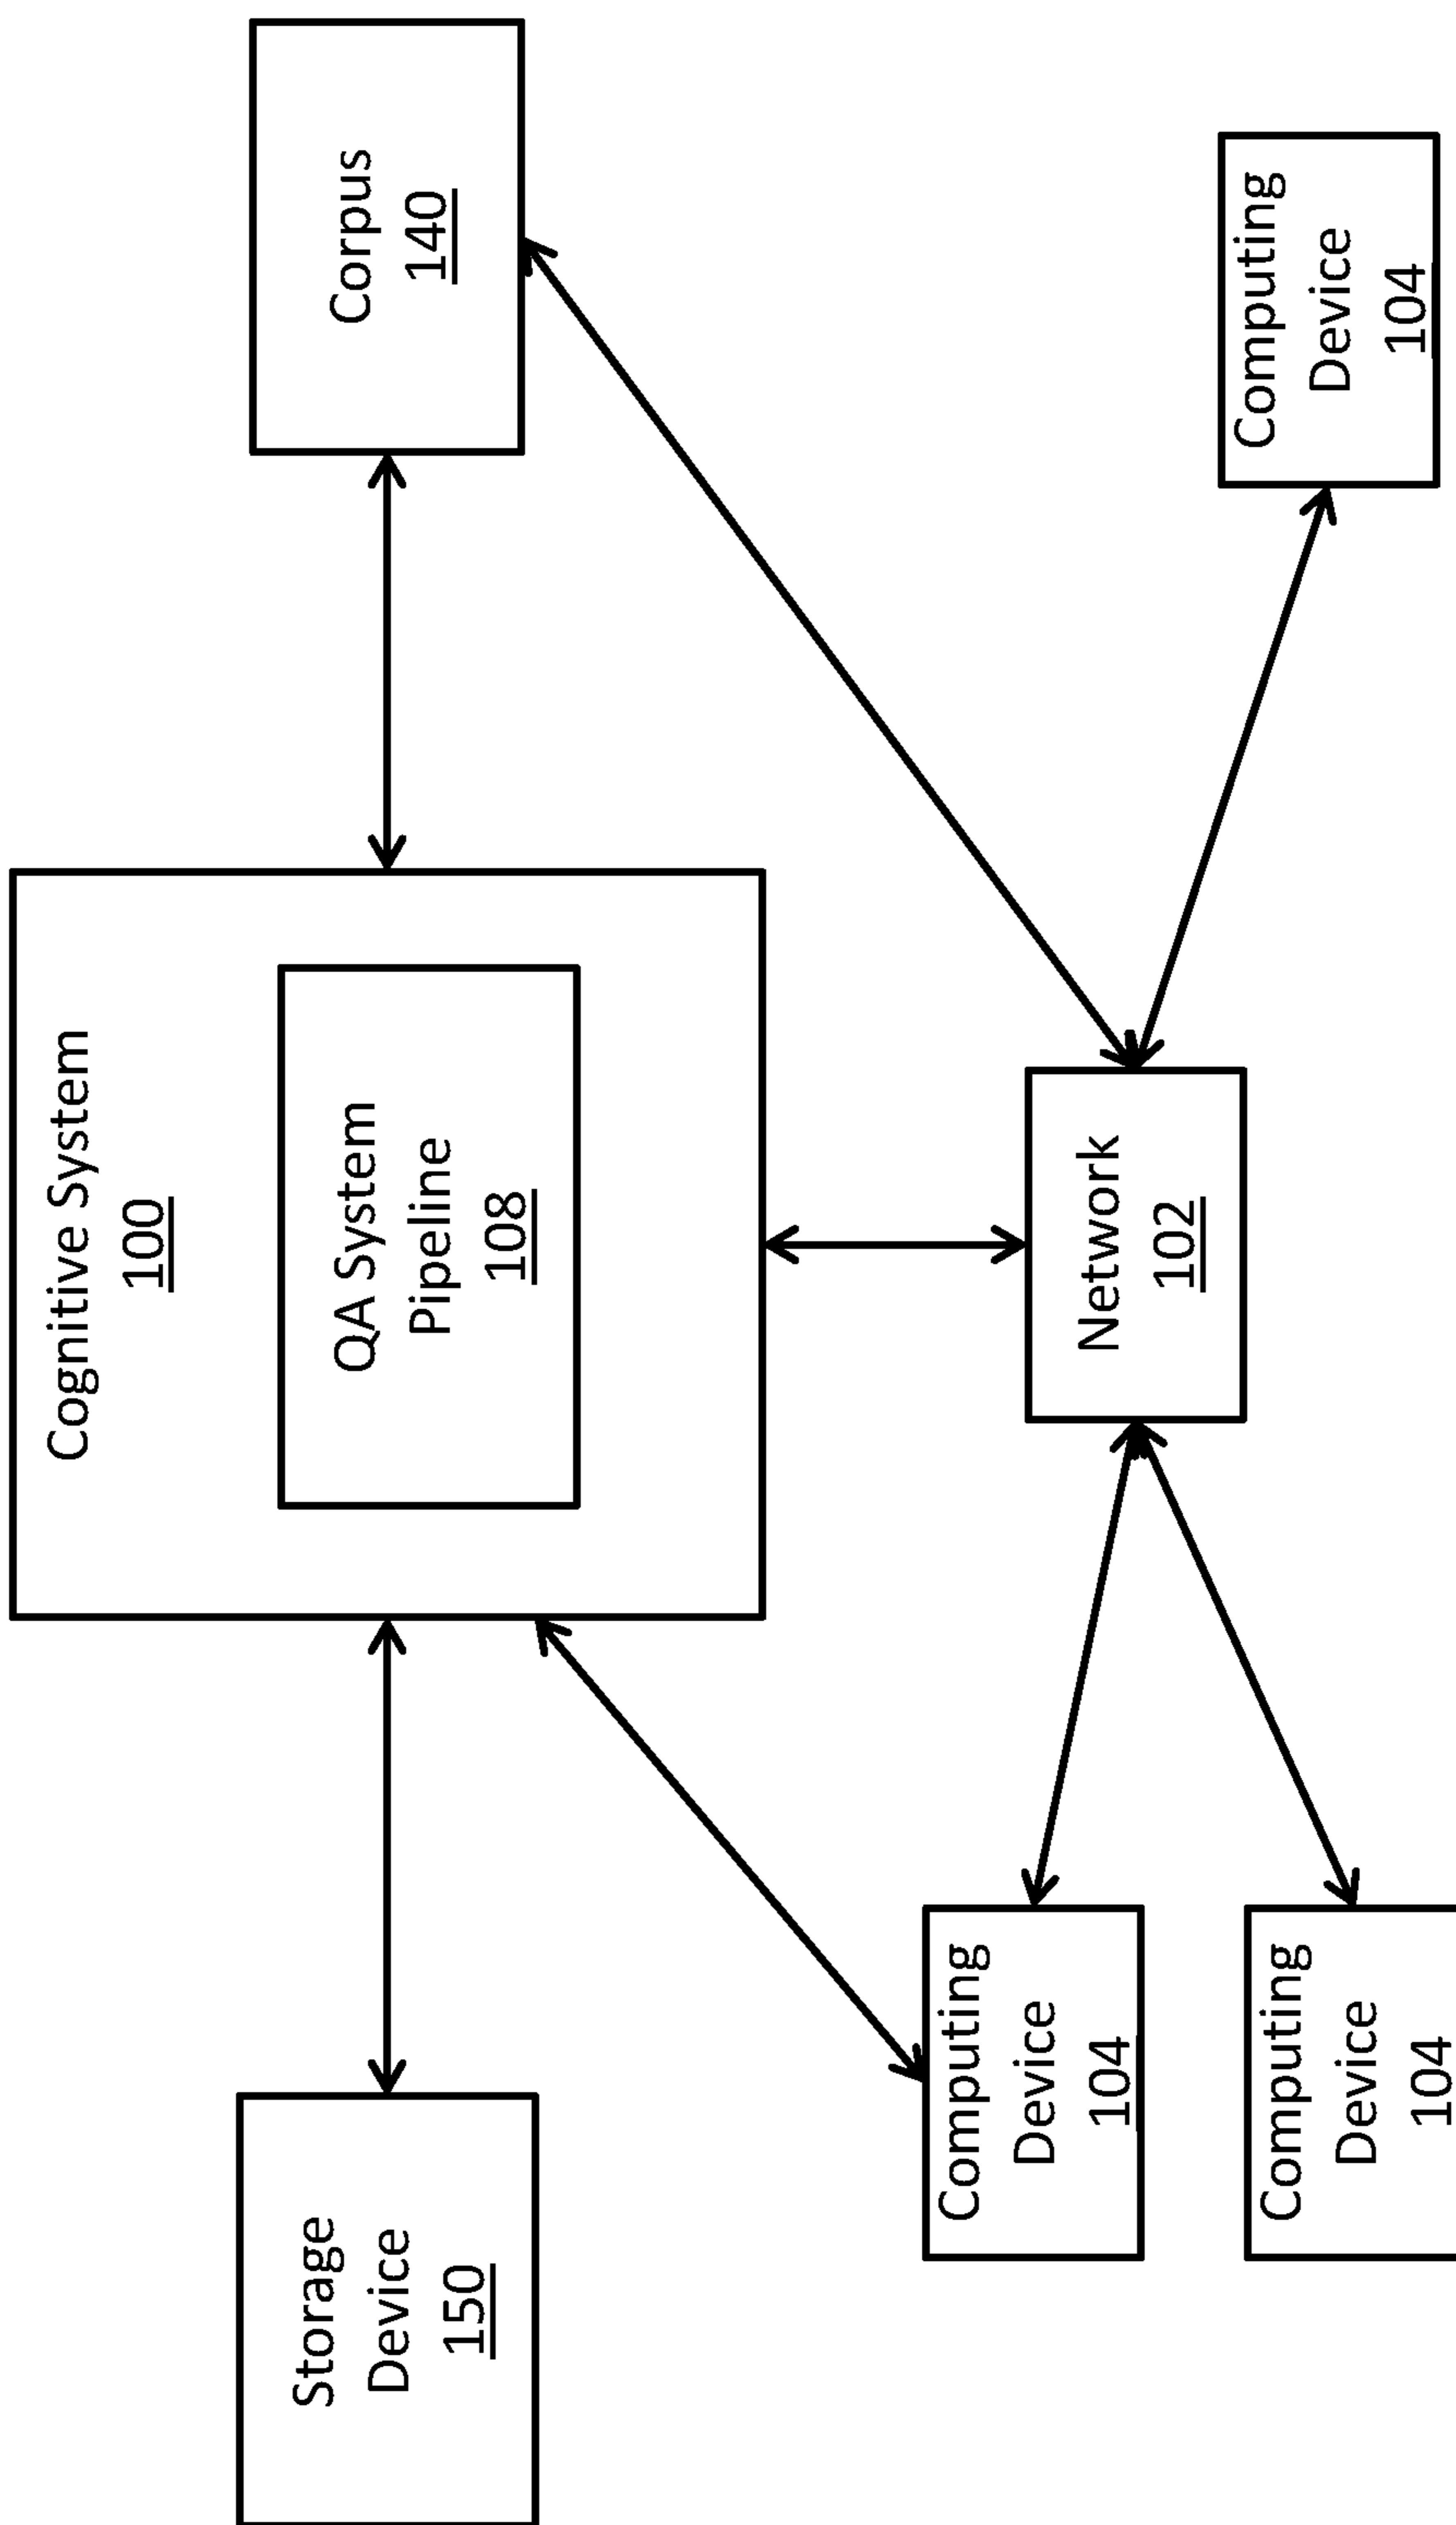 Cognitive System
100
QA System
Pipeline
108
Storage
Device
150
Corpus
140
Network
102
Computing
Device
104
Computing
Device
104
Computing
Device
104